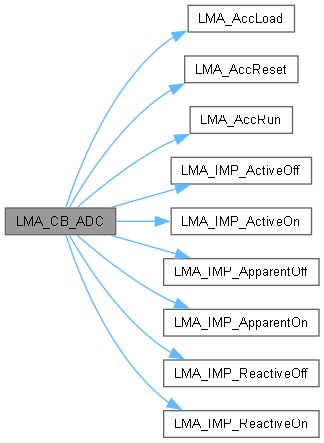 LMA_AccLoad
LMA_AccReset
LMA_AccRun
LMA_IMP_ActiveOff
LMA_CB_ADC
LMA_IMP_ActiveOn
LMA_IMP_ApparentOff
LMA_IMP_ApparentOn
LMA_IMP_ReactiveOff
LMA_IMP_ReactiveOn